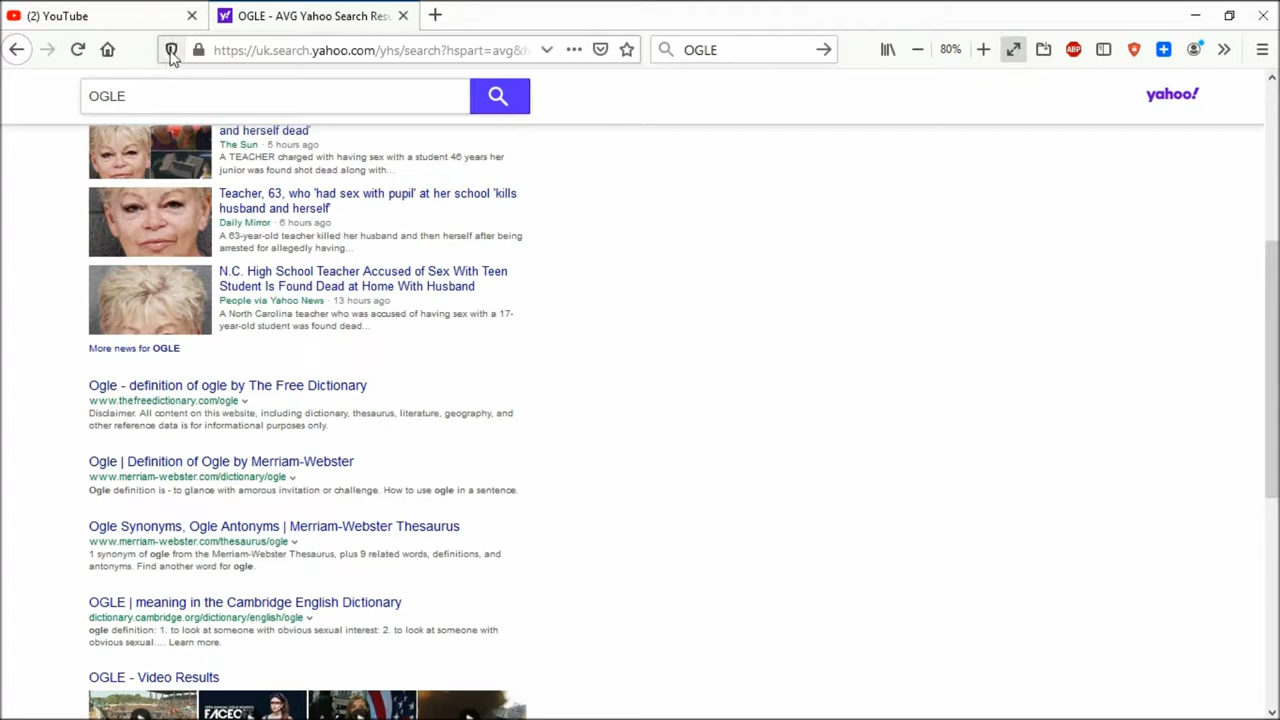 (2) YouTube
OGLE - AVG Yahoo Search Resu
https://uk.search.yahoo.com/yhs/search?hspart=avg&h
OGLE
80%
ABP
OGLE
yahoo!
and herself dead'
The Sun · 5 hours ago
A TEACHER charged with having sex with a student 46 years her
junior was found shot dead along with...
Teacher, 63, who 'had sex with pupil' at her school 'kills
husband and herself'
Daily Mirror · 6 hours ago
A 63-year-old teacher killed her husband and then herself after being
arrested for allegedly having...
N.C. High School Teacher Accused of Sex With Teen
Student Is Found Dead at Home With Husband
People via Yahoo News · 13 hours ago
A North Carolina teacher who was accused of having sex with a 17-
year-old student was found dead...
More news for OGLE
Ogle - definition of ogle by The Free Dictionary
www.thefreedictionary.com/ogle
Disclaimer. All content on this website, including dictionary, thesaurus, literature, geography, and
other reference data is for informational purposes only.
Ogle | Definition of Ogle by Merriam-Webster
www.merriam-webster.com/dictionary/ogle
Ogle definition is - to glance with amorous invitation or challenge. How to use ogle in a sentence.
Ogle Synonyms, Ogle Antonyms | Merriam-Webster Thesaurus
www.merriam-webster.com/thesaurus/ogle
1 synonym of ogle from the Merriam-Webster Thesaurus, plus 9 related words, definitions, and
antonyms. Find another word for ogle.
OGLE | meaning in the Cambridge English Dictionary
dictionary.cambridge.org/dictionary/english/ogle
ogle definition: 1. to look at someone with obvious sexual interest: 2. to look at someone with
obvious sexual.... Learn more.
OGLE - Video Results